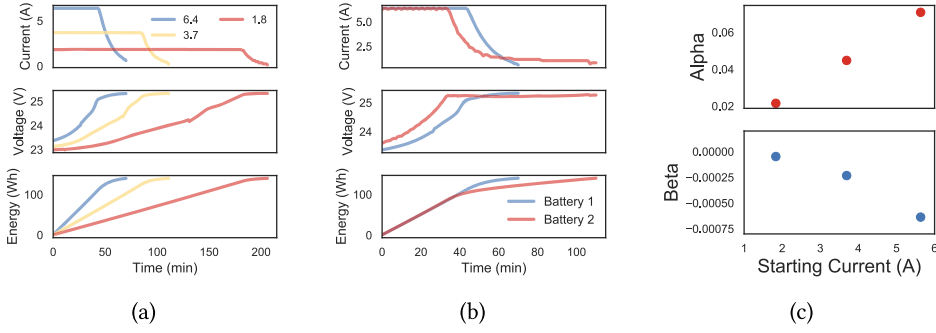 Current (A)
5
0
6.4
1.8
3.7
Voltage (V)
25
24
23
Energy (Wh)
100
0
0
50
100
150
200
Time (min)
(a)
Current (A)
5.0
2.5
Voltage (V)
25
24
Energy (Wh)
100
0
Battery 1
Battery 2
0
20
40
60
80
100
Time (min)
(b)
Alpha
0.06
0.04
0.02
Beta
0.00000
−0.00025
−0.00050
−0.00075
1
2
3
4
5
6
Starting Current (A)
(c)